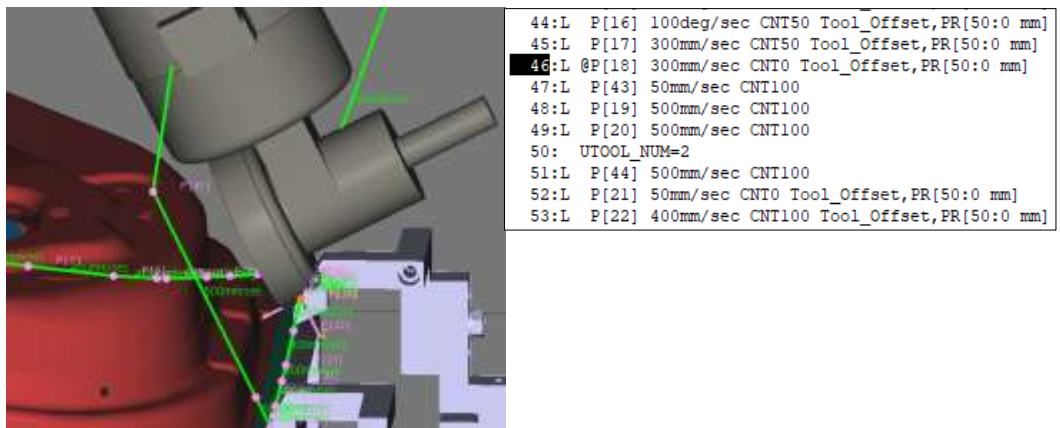 44:L P[16] 100deg/sec CNT50 Tool_Offset,PR[50:0 mm]
45:L P[17] 300mm/sec CNT50 Tool_Offset,PR[50:0 mm]
46:L @P[18] 300mm/sec CNT0 Tool_Offset,PR[50:0 mm]
47:L P[43] 50mm/sec CNT100
48:L P[19] 500mm/sec CNT100
49:L P[20] 500mm/sec CNT100
50: UTOOL_NUM=2
51:L P[44] 500mm/sec CNT100
52:L P[21] 50mm/sec CNT0 Tool_Offset,PR[50:0 mm]
53:L P[22] 400mm/sec CNT100 Tool_Offset,PR[50:0 mm]